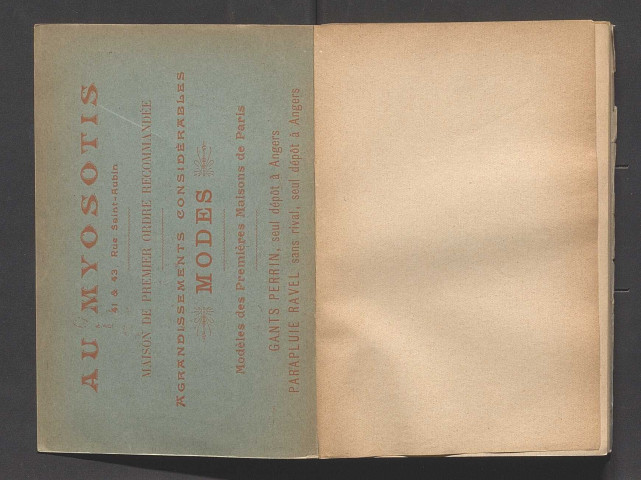 AU MYOSOTIS
41 & 43 Rue Saint-Aubin
MAISON DE PREMIER ORDRE RECOMMANDÉE
AGRANDISSEMENTS CONSIDÉRABLES
MODES
Modèles des Premières Maisons de Paris
GANTS PERRIN, seul dépôt à Angers
PARAPLUIE RAVEL sans rival, seul dépôt à Angers